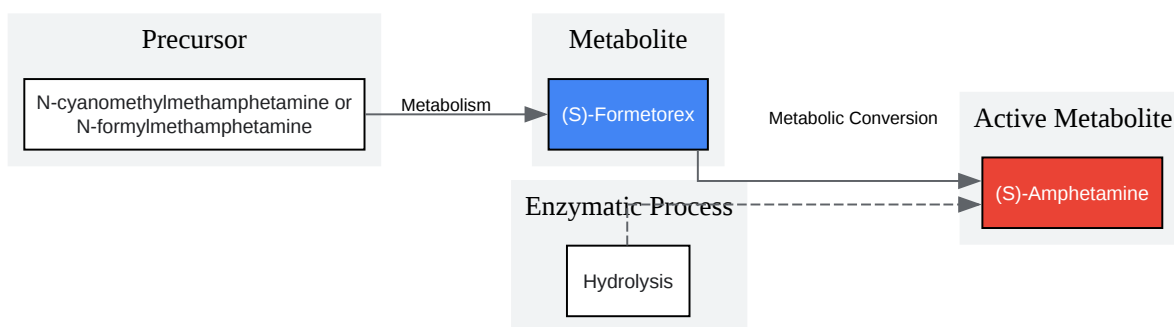 Precursor
N-cyanomethylmethamphetamine or
N-formylmethamphetamine
Metabolism
Metabolite
(S)-Formetorex
Metabolic Conversion
Active Metabolite
(S)-Amphetamine
Enzymatic Process
Hydrolysis